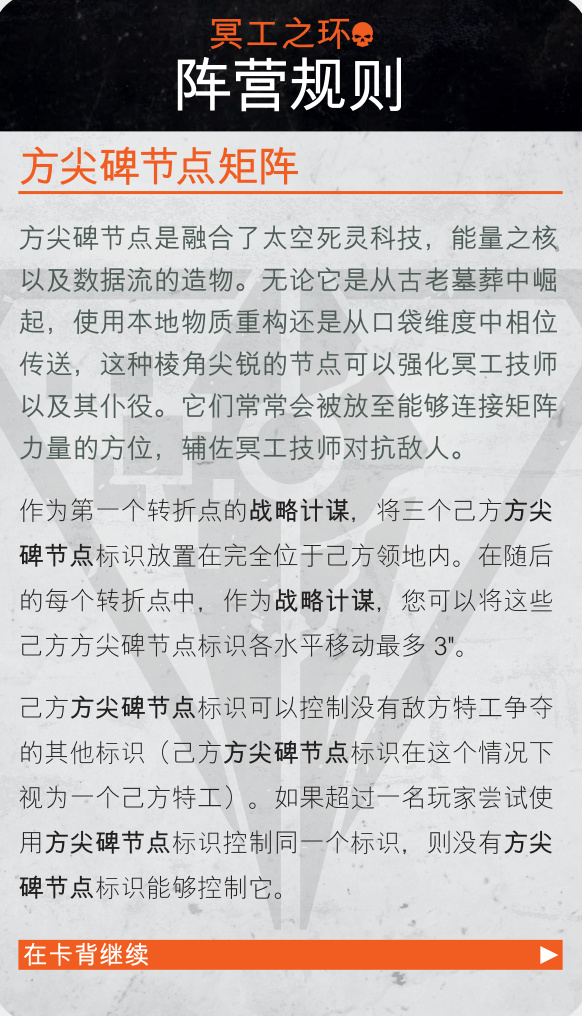 冥工之环
阵营规则
方尖碑节点矩阵
方尖碑节点是融合了太空死灵科技，能量之核
以及数据流的造物。无论它是从古老墓葬中崛
起，使用本地物质重构还是从口袋维度中相位
传送，这种棱角尖锐的节点可以强化冥工技师
以及其仆役。它们常常会被放至能够连接矩阵
力量的方位，辅佐冥工技师对抗敌人。
作为第一个转折点的战略计谋，将三个己方方尖
碑节点标识放置在完全位于己方领地内。在随后
的每个转折点中，作为战略计谋，您可以将这些
己方方尖碑节点标识各水平移动最多 3"。
己方方尖碑节点标识可以控制没有敌方特工争夺
的其他标识（己方方尖碑节点标识在这个情况下
视为一个己方特工）。如果超过一名玩家尝试使
用方尖碑节点标识控制同一个标识，则没有方尖
碑节点标识能够控制它。
在卡背继续